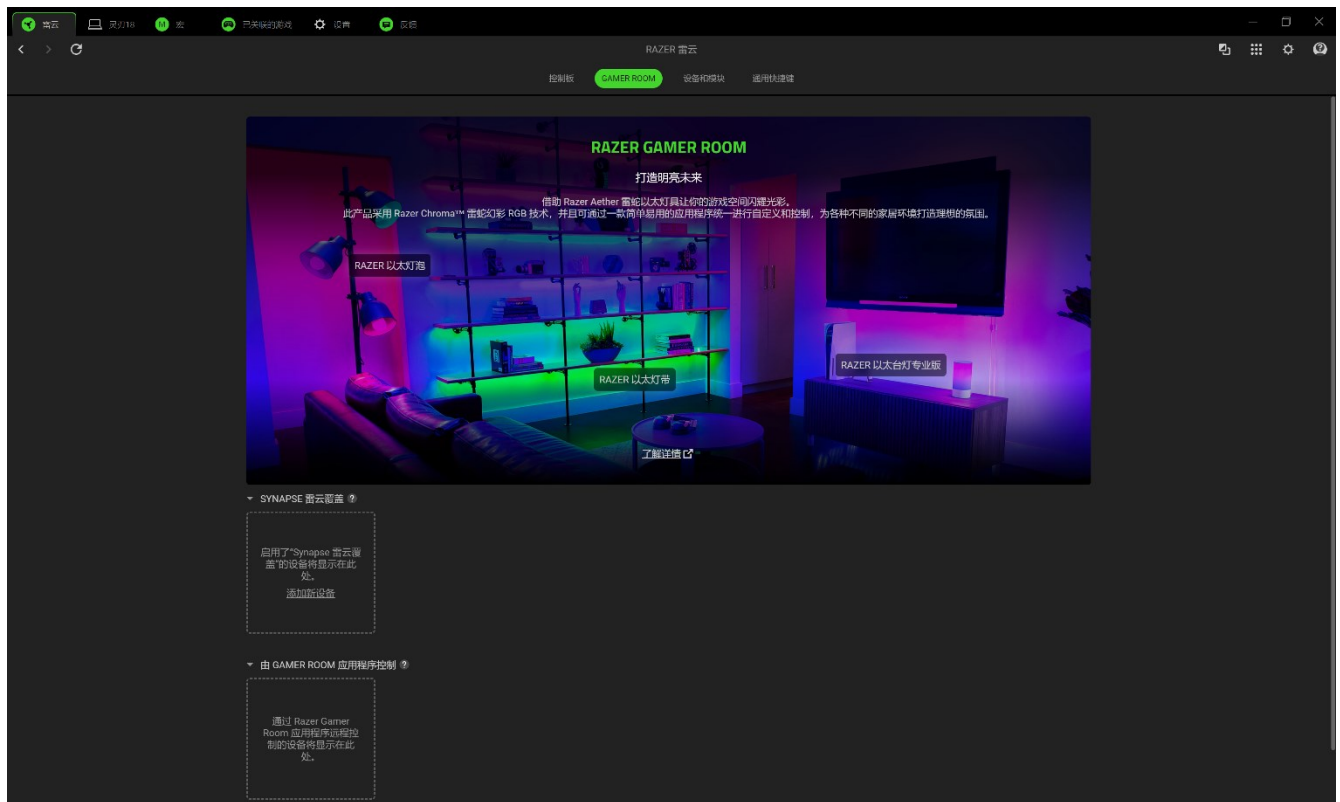 雷云
灵刃18
宏
已关联的游戏
设置
反馈
RAZER 雷云
控制板
GAMER ROOM
设备和模块
通用快捷键
RAZER GAMER ROOM
打造明亮未来
借助 Razer Aether 雷蛇以太灯具让你的游戏空间闪耀光彩。
此产品采用 Razer Chroma™ 雷蛇幻彩 RGB 技术，并且可通过一款简单易用的应用程序统一进行自定义和控制，为各种不同的家居环境打造理想的氛围。
RAZER 以太灯泡
RAZER 以太台灯专业版
RAZER 以太灯带
了解详情
SYNAPSE 雷云覆盖
启用了“Synapse 雷云覆
盖”的设备将显示在此
处。
添加新设备
由 GAMER ROOM 应用程序控制
通过 Razer Gamer
Room 应用程序远程控
制的设备将显示在此
处。